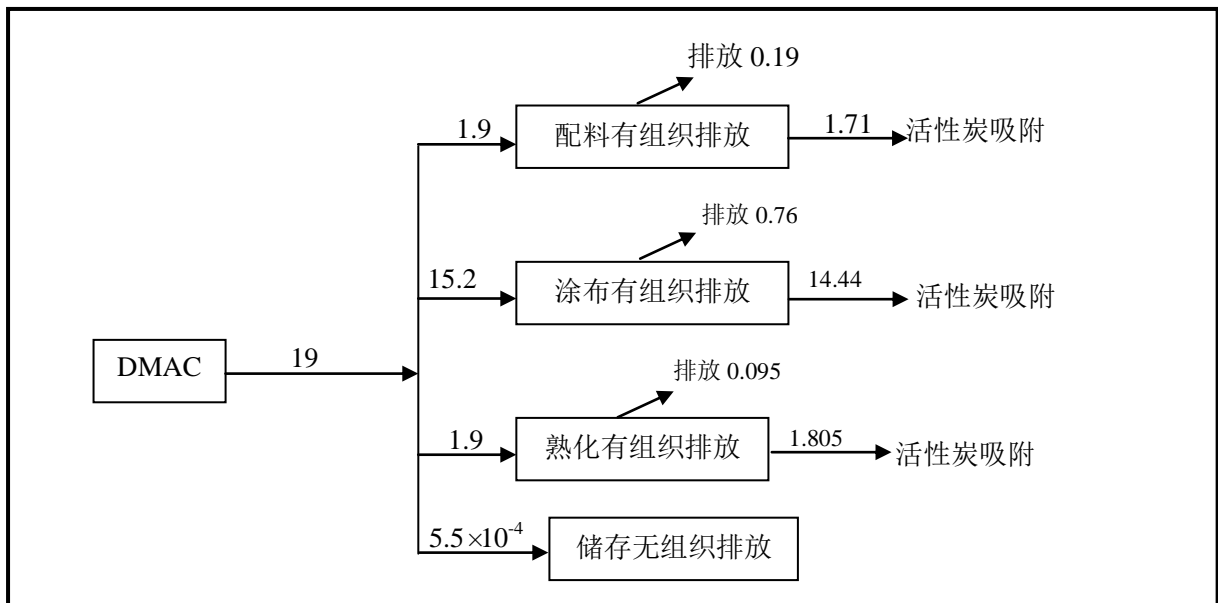 排放 0.19
1.9
配料有组织排放
1.71
活性炭吸附
排放 0.76
15.2
涂布有组织排放
14.44
活性炭吸附
DMAC
19
排放 0.095
1.9
熟化有组织排放
1.805
活性炭吸附
5.5×10⁻⁴
储存无组织排放